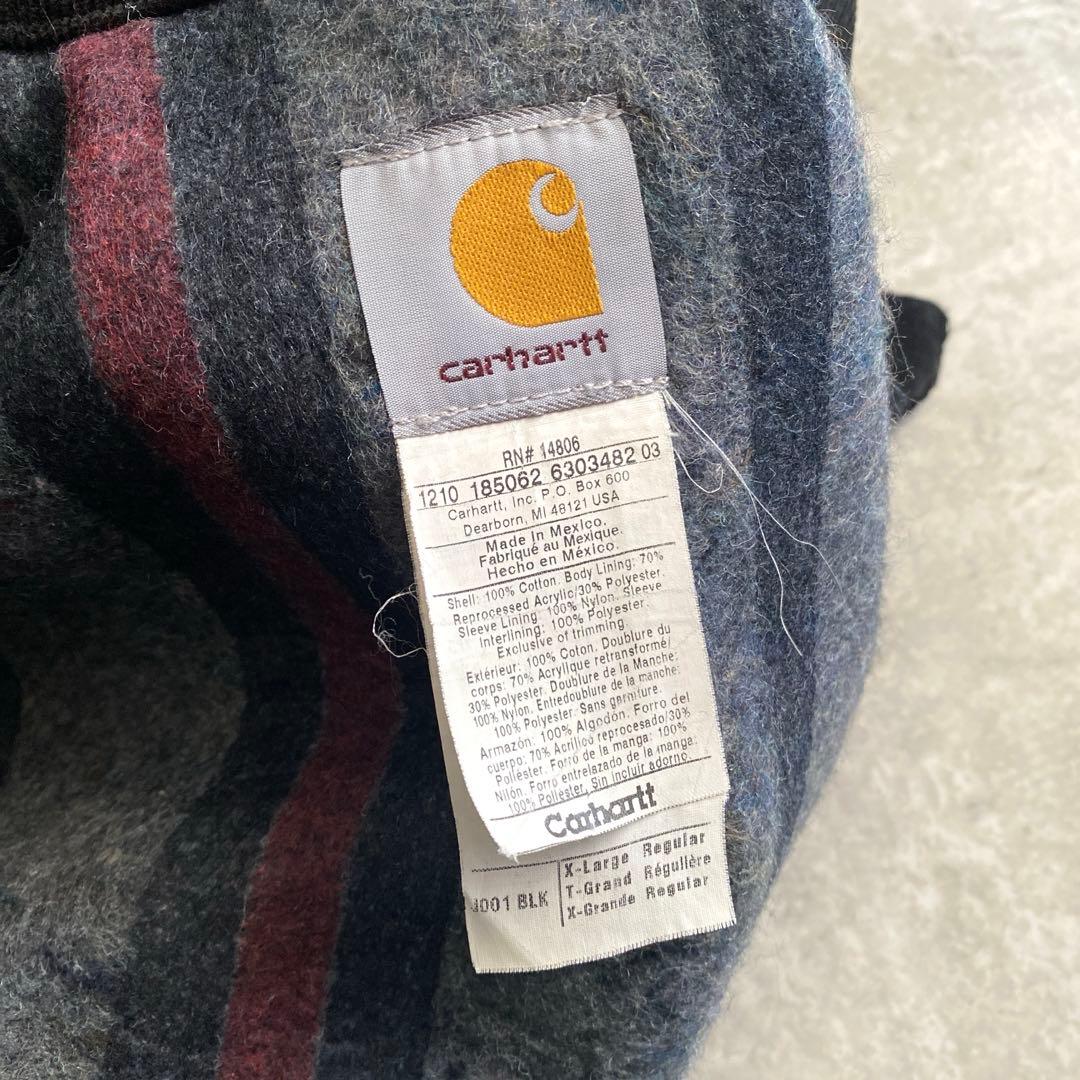 carhartt
RN# 14806
1210 185062 6303482 03
Carhartt, Inc. P.O. Box 600
Dearborn, MI 48121 USA
Made In Mexico.
Fabriqué au Mexique.
Hecho en México.
Shell: 100% Cotton. Body Lining: 70%
Reprocessed Acrylic/30% Polyester.
Sleeve Lining: 100% Nylon. Sleeve
Interlining: 100% Polyester.
Exclusive of trimming.
Extérieur: 100% Coton. Doublure du
corps: 70% Acrylique retransformé/
30% Polyester. Doublure de la Manche:
100% Nylon. Entredoublure de la manche:
100% Polyester. Sans garniture.
Armazón: 100% Algodón. Forro del
cuerpo: 70% Acrílico reprocesado/30%
Poliéster. Forro de la manga: 100%
Nilón. Forro entrelazado de la manga:
100% Poliéster. Sin incluir adorno.
Carhartt
J001 BLK
X-Large Regular
T-Grand Régulière
X-Grande Regular